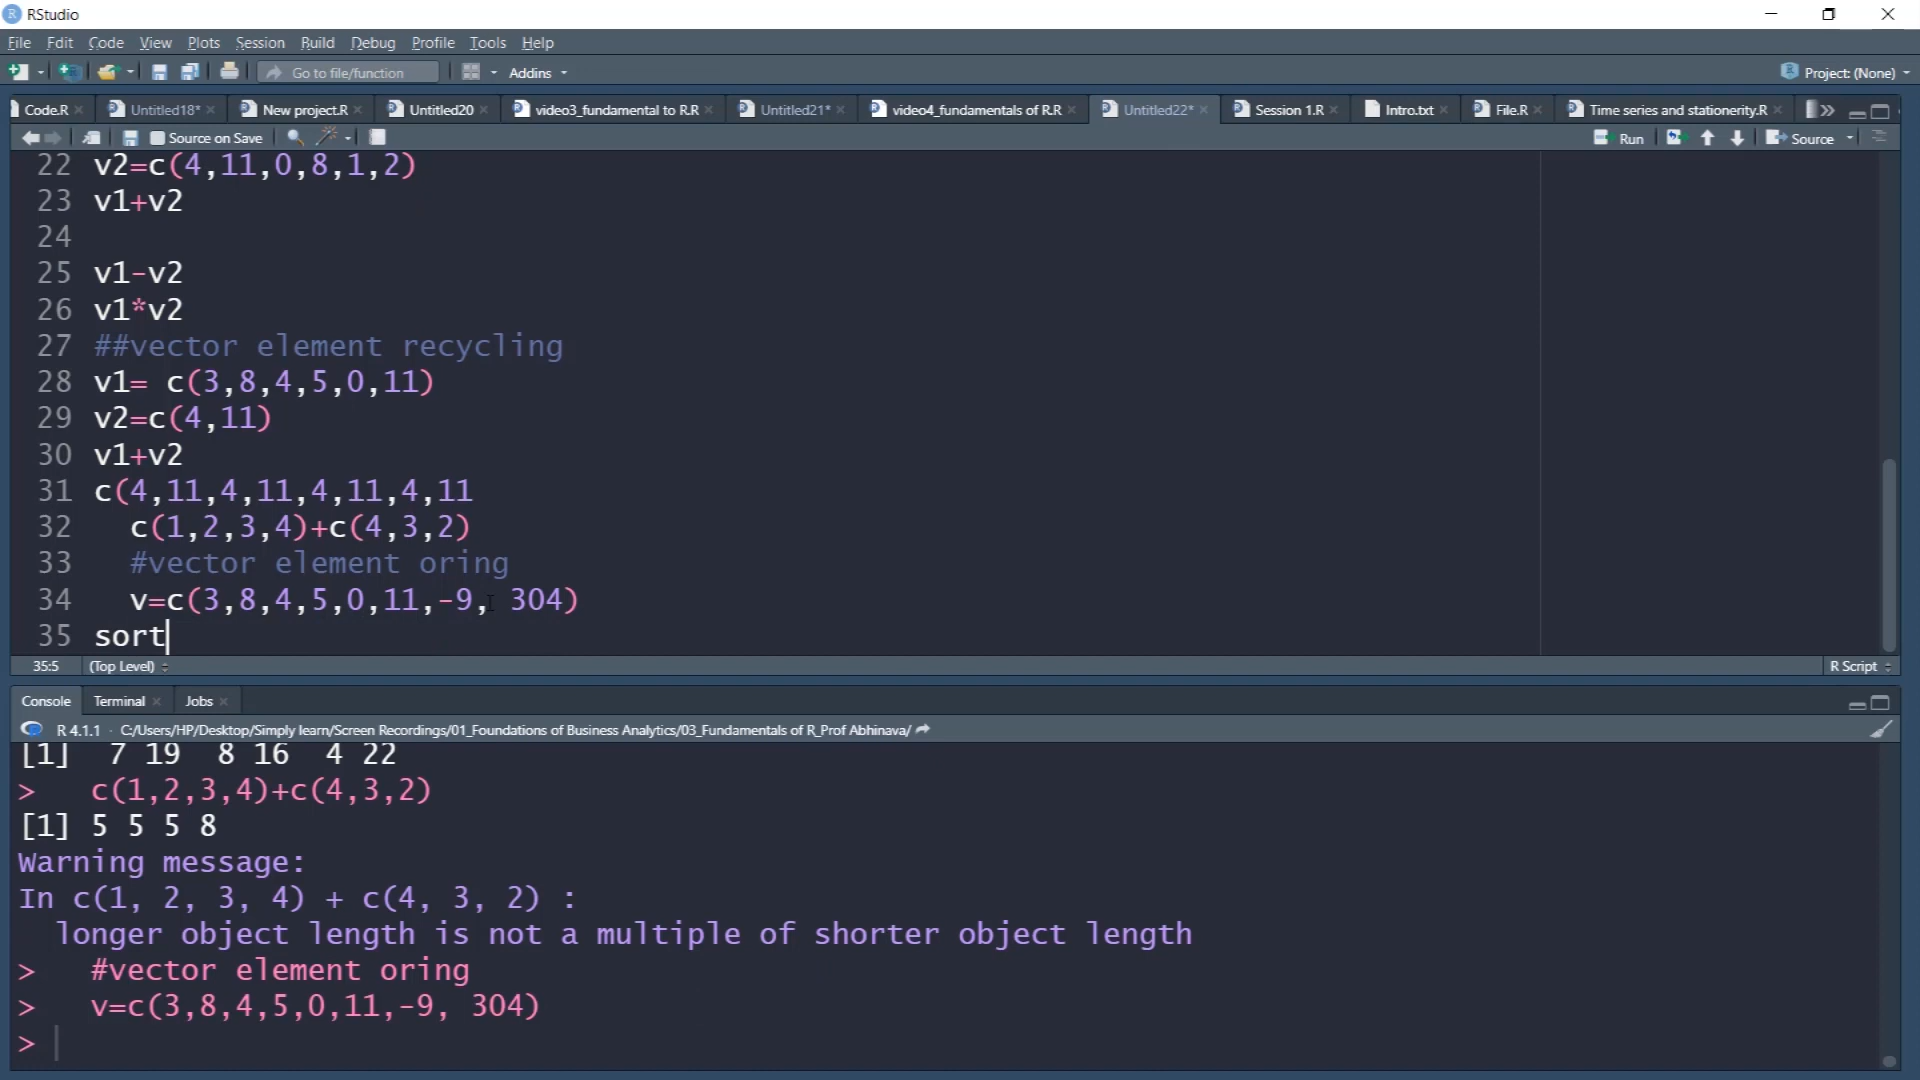 RStudio
File Edit Code View Plots Session Build Debug Profile Tools Help
Go to file/function Addins Project: (None)
Code.R Untitled18* New project.R Untitled20 video3_fundamental to R.R Untitled21* video4_fundamentals of R.R Untitled22* Session 1.R Intro.txt File.R Time series and stationerity.R
Source on Save Run Source
22 v2=c(4,11,0,8,1,2)
23 v1+v2
24
25 v1-v2
26 v1*v2
27 ##vector element recycling
28 v1= c(3,8,4,5,0,11)
29 v2=c(4,11)
30 v1+v2
31 c(4,11,4,11,4,11,4,11
32 c(1,2,3,4)+c(4,3,2)
33 #vector element oring
34 v=c(3,8,4,5,0,11,-9, 304)
35 sort
35:5 (Top Level) R Script
Console Terminal Jobs
R 4.1.1 · C:/Users/HP/Desktop/Simply learn/Screen Recordings/01_Foundations of Business Analytics/03_Fundamentals of R_Prof Abhinava/
[1] 7 19 8 16 4 22
> c(1,2,3,4)+c(4,3,2)
[1] 5 5 5 8
Warning message:
In c(1, 2, 3, 4) + c(4, 3, 2) :
longer object length is not a multiple of shorter object length
> #vector element oring
> v=c(3,8,4,5,0,11,-9, 304)
>